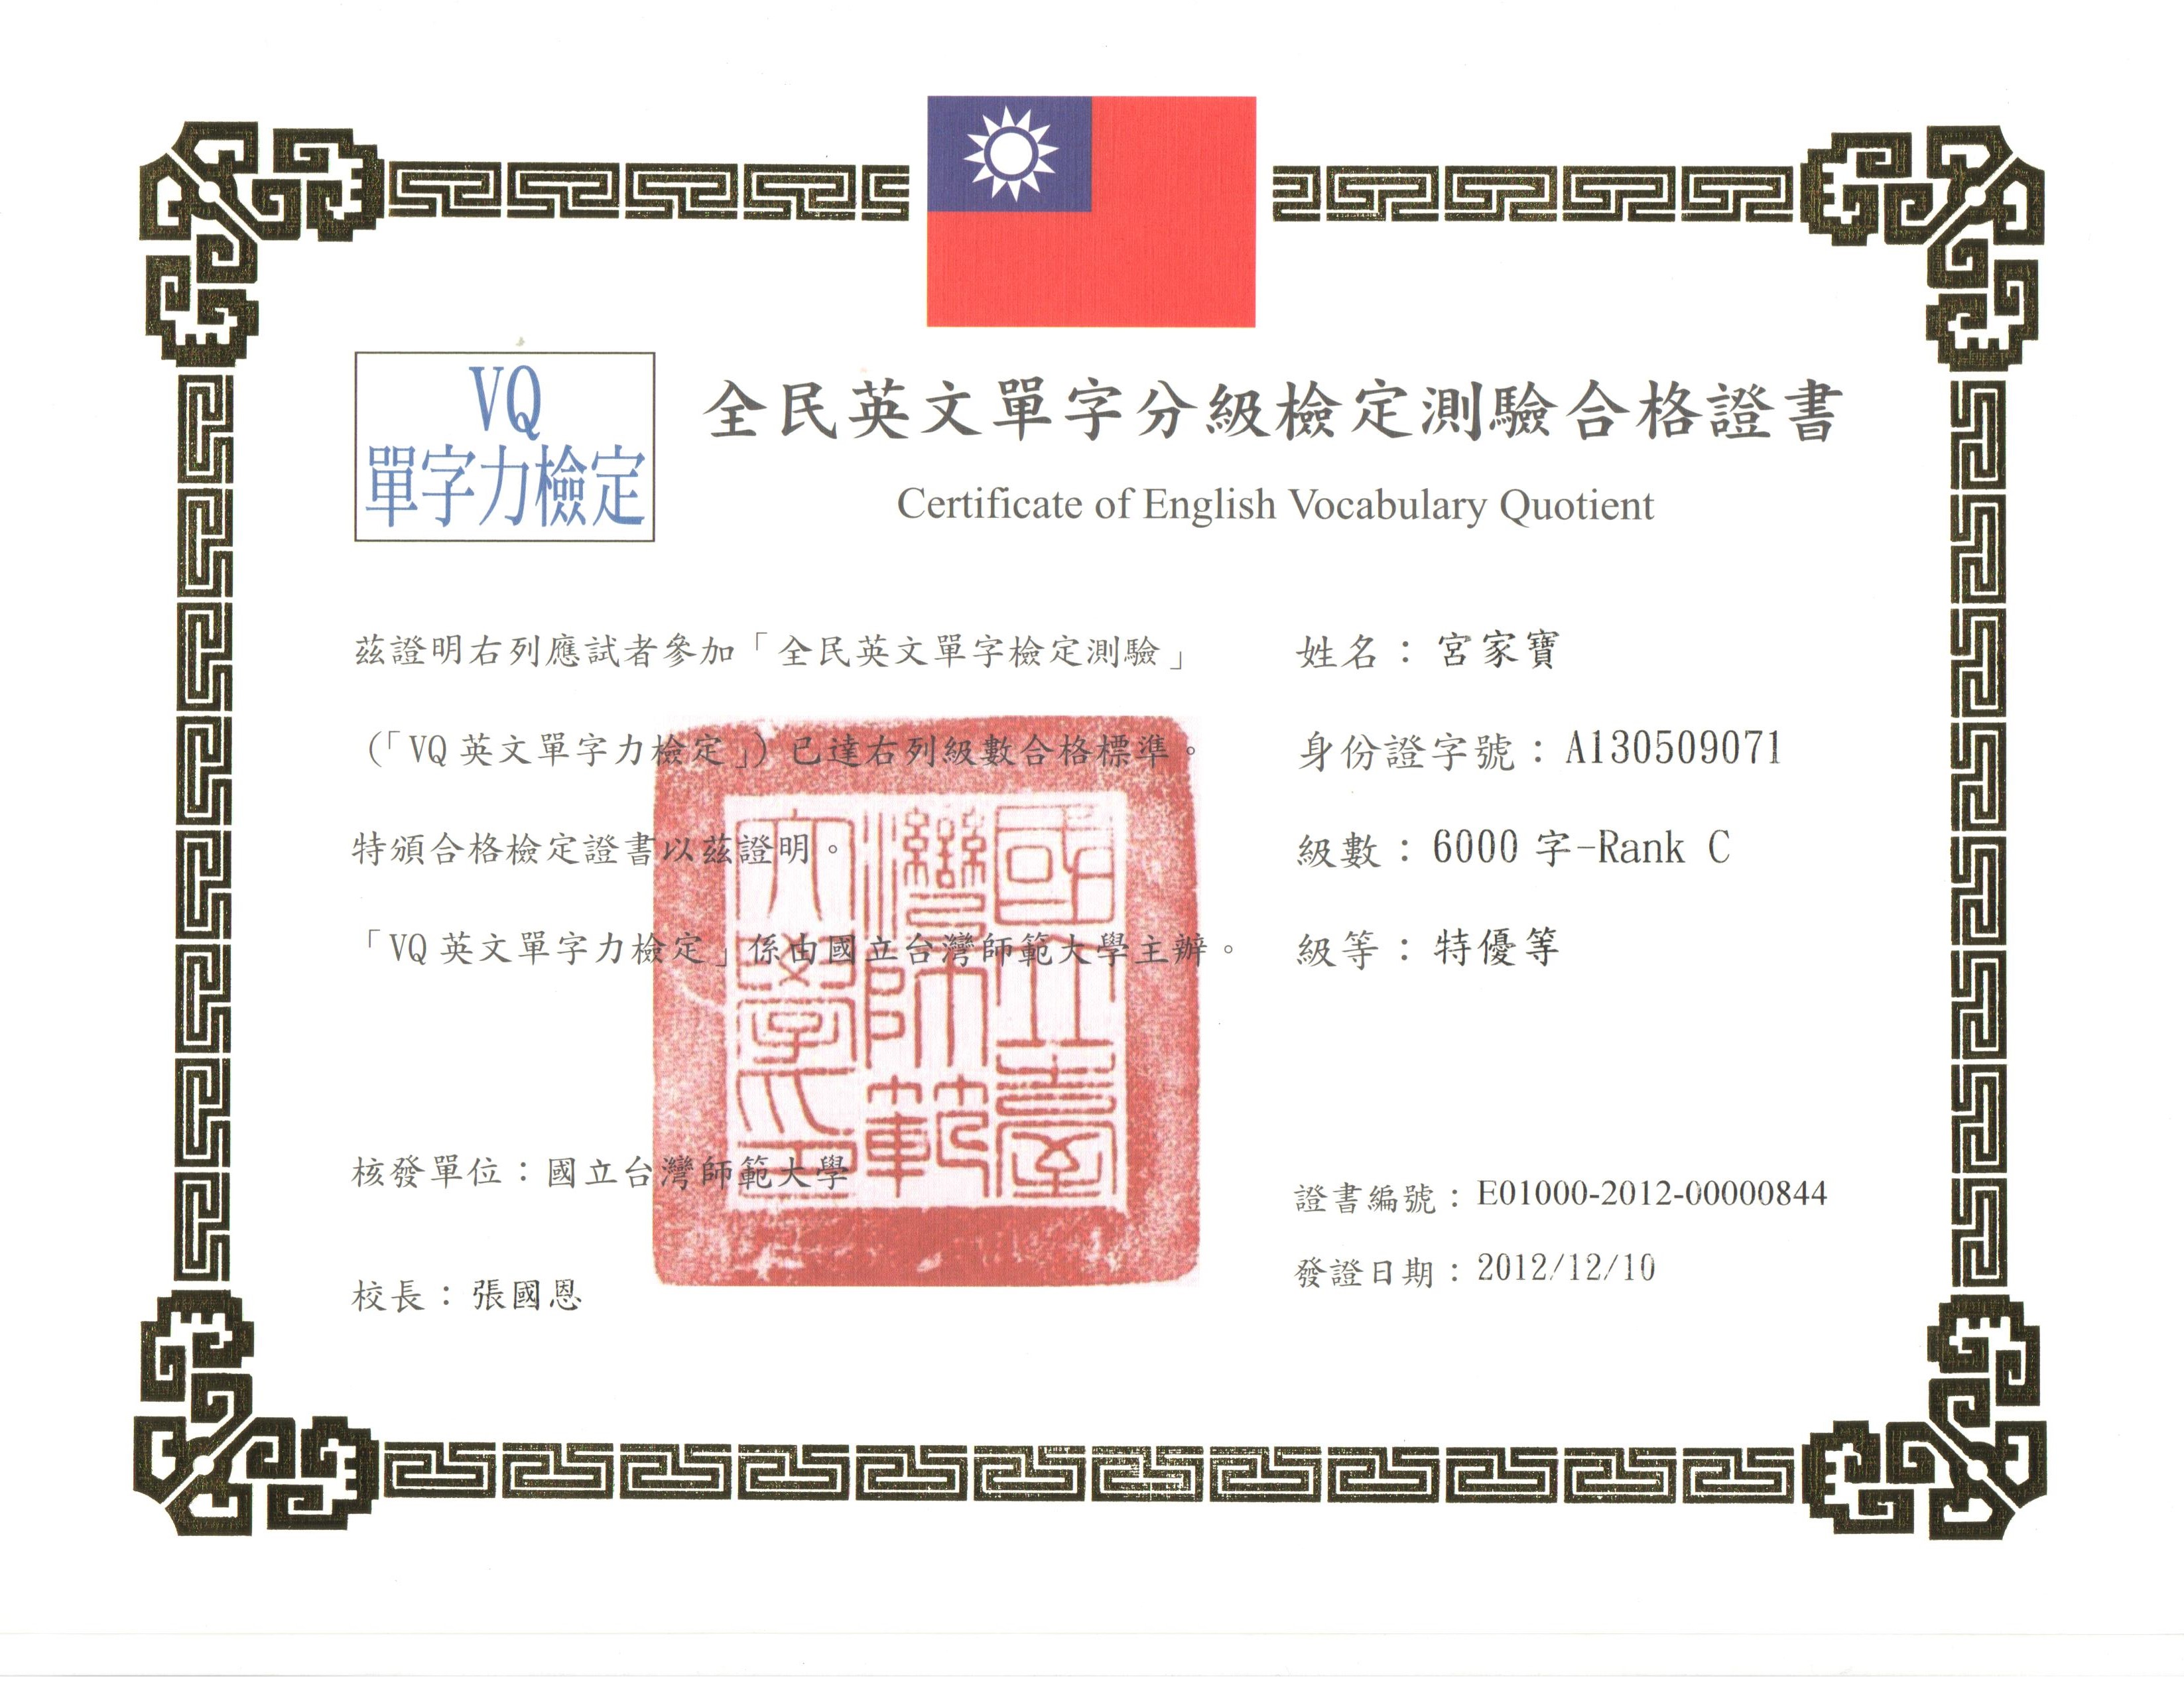 VQ
單字力檢定
全民英文單字分級檢定測驗合格證書
Certificate of English Vocabulary Quotient
茲證明右列應試者參加「全民英文單字檢定測驗」
（「VQ 英文單字力檢定」）已達右列級數合格標準。
特頒合格檢定證書以茲證明。
「VQ 英文單字力檢定」係由國立台灣師範大學主辦。
姓名：宮家寶
身份證字號：A130509071
級數：6000 字-Rank C
級等：特優等
國立臺
灣師範
大學印
核發單位：國立台灣師範大學
校長：張國恩
證書編號：E01000-2012-00000844
發證日期：2012/12/10